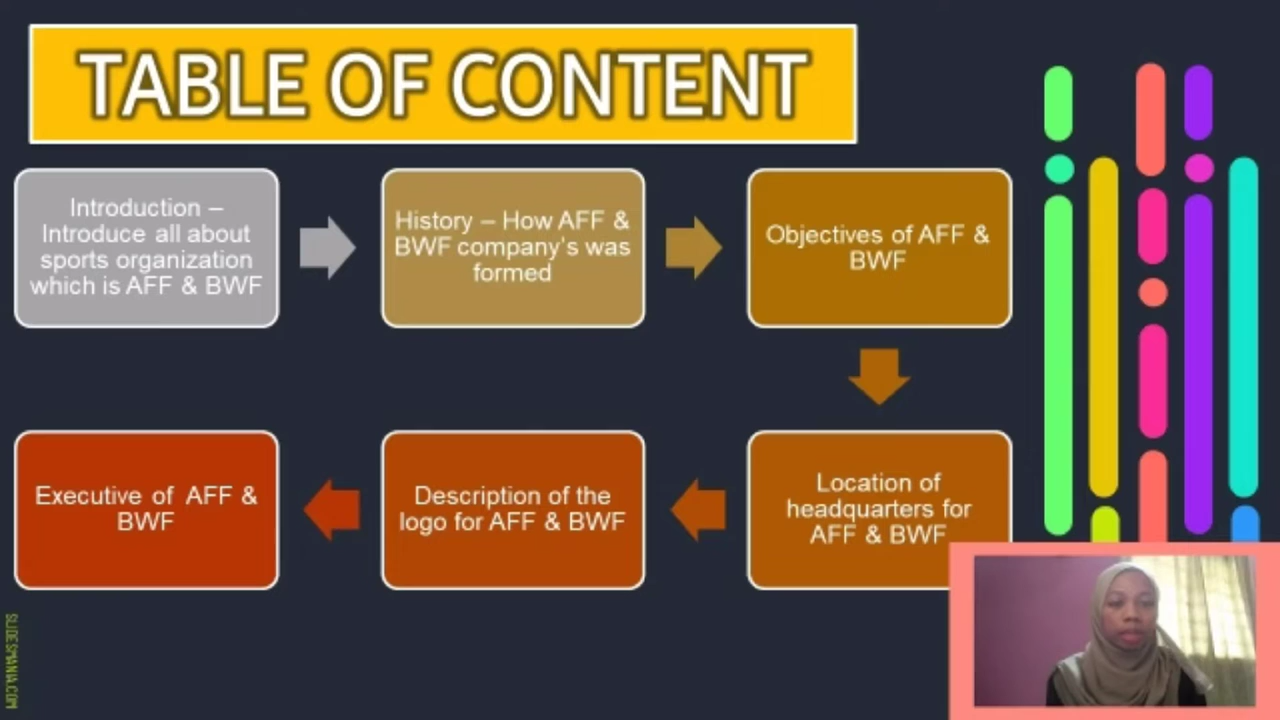 TABLE OF CONTENT
Introduction –
Introduce all about
sports organization
which is AFF & BWF
History – How AFF &
BWF company's was
formed
Objectives of AFF &
BWF
Location of
headquarters for
AFF & BWF
Description of the
logo for AFF & BWF
Executive of AFF &
BWF
SLIDESMANIA.COM